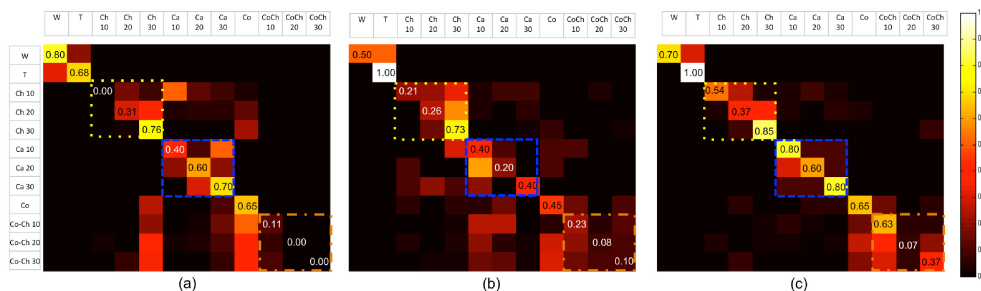 W T Ch 10 Ch 20 Ch 30 Ca 10 Ca 20 Ca 30 Co CoCh 10 CoCh 20 CoCh 30
W T Ch 10 Ch 20 Ch 30 Ca 10 Ca 20 Ca 30 Co CoCh 10 CoCh 20 CoCh 30
W T Ch 10 Ch 20 Ch 30 Ca 10 Ca 20 Ca 30 Co CoCh 10 CoCh 20 CoCh 30
W 0.80 0.50 0.70
T 0.68 1.00 1.00
Ch 10 0.00 0.21 0.54
Ch 20 0.31 0.26 0.37
Ch 30 0.76 0.73 0.85
Ca 10 0.40 0.40 0.80
Ca 20 0.60 0.20 0.60
Ca 30 0.70 0.40 0.80
Co 0.65 0.45 0.65
Co-Ch 10 0.11 0.23 0.63
Co-Ch 20 0.00 0.08 0.07
Co-Ch 30 0.00 0.10 0.37
(a) (b) (c)
1